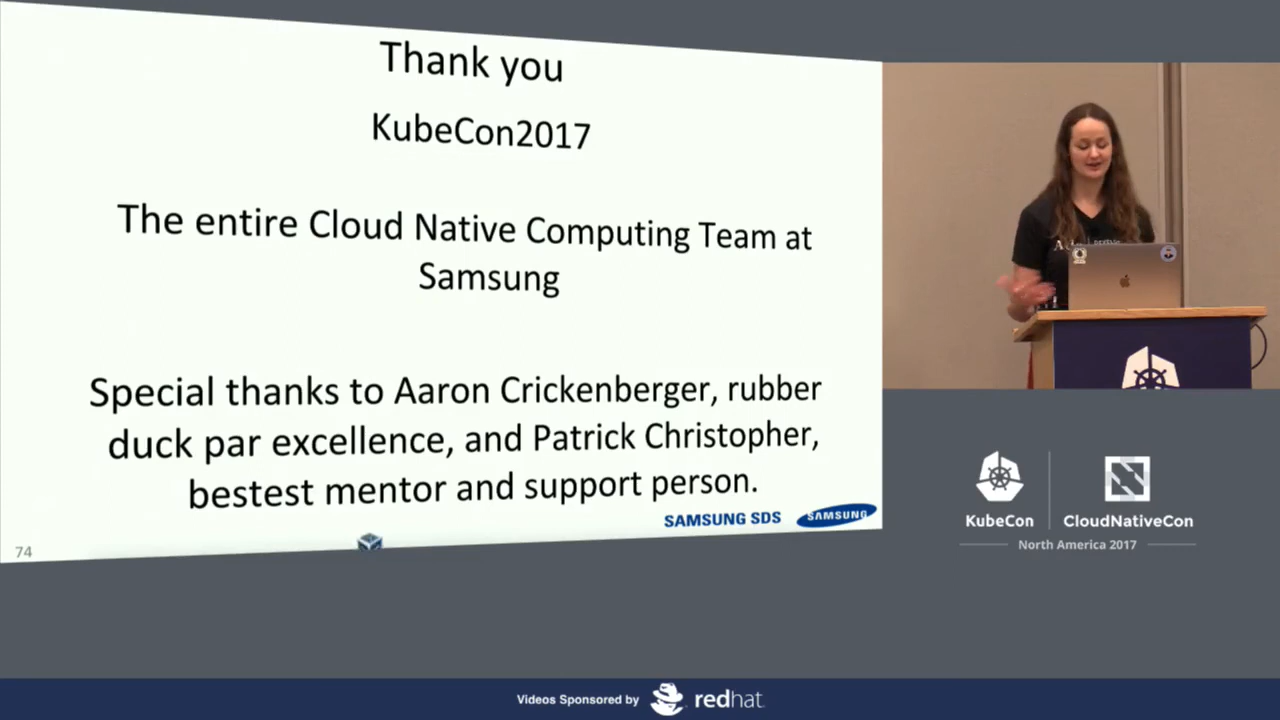 Thank you
KubeCon2017
The entire Cloud Native Computing Team at
Samsung
Special thanks to Aaron Crickenberger, rubber
duck par excellence, and Patrick Christopher,
bestest mentor and support person.
SAMSUNG SDS
SAMSUNG
74
KubeCon
CloudNativeCon
North America 2017
Videos Sponsored by
redhat.